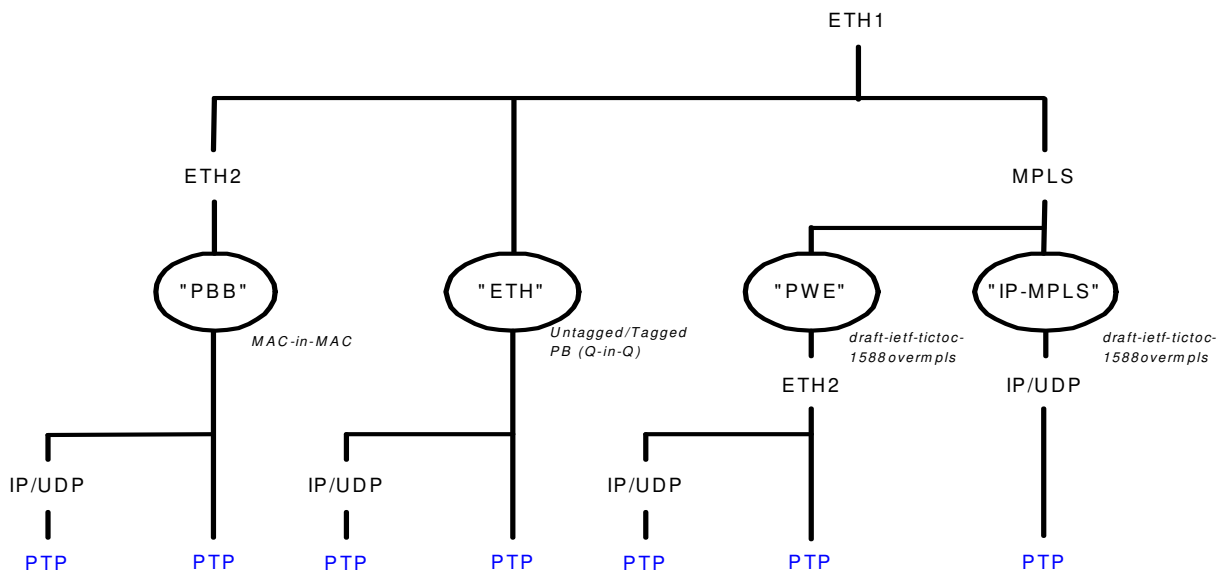 ETH1
ETH2
MPLS
"PBB"
"ETH"
"PWE"
"IP-MPLS"
MAC-in-MAC
Untagged/Tagged
PB (Q-in-Q)
draft-ietf-tictoc-
1588overmpls
draft-ietf-tictoc-
1588overmpls
ETH2
IP/UDP
IP/UDP
IP/UDP
IP/UDP
PTP
PTP
PTP
PTP
PTP
PTP
PTP